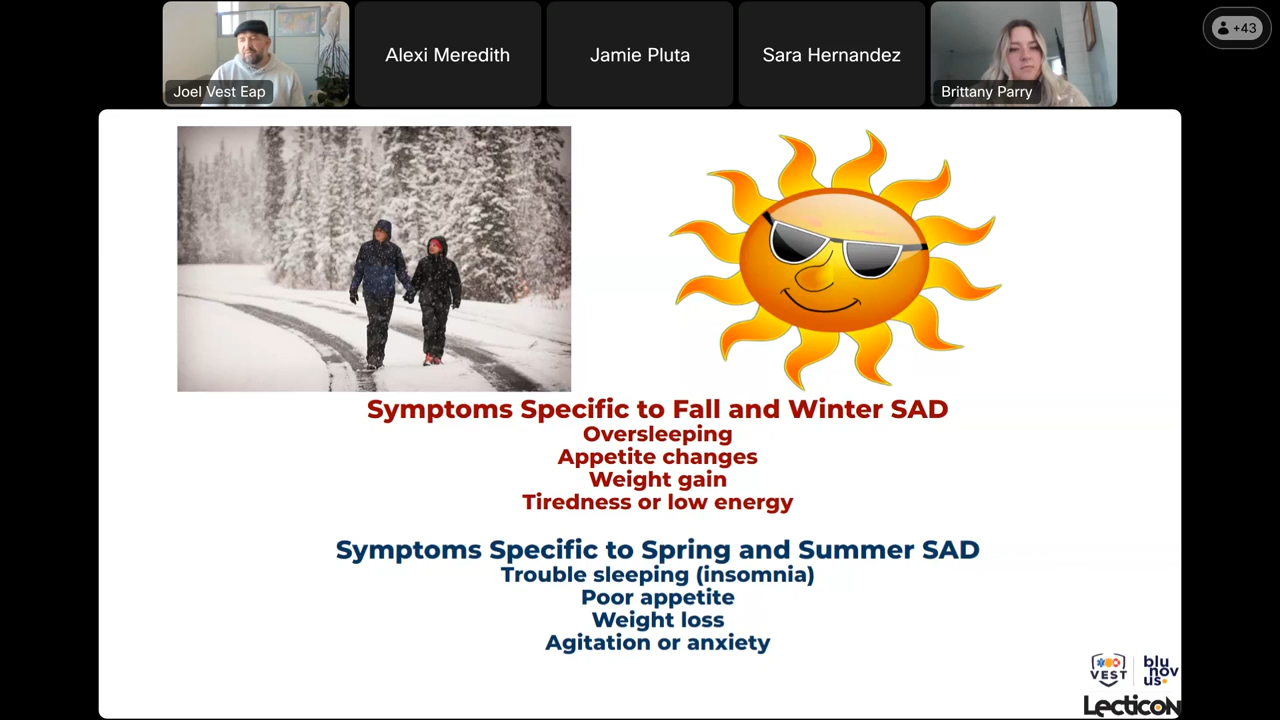 Joel Vest Eap
Alexi Meredith
Jamie Pluta
Sara Hernandez
Brittany Parry
+43
Symptoms Specific to Fall and Winter SAD
Oversleeping
Appetite changes
Weight gain
Tiredness or low energy
Symptoms Specific to Spring and Summer SAD
Trouble sleeping (insomnia)
Poor appetite
Weight loss
Agitation or anxiety
VEST
blu
nov
us
Lecticon